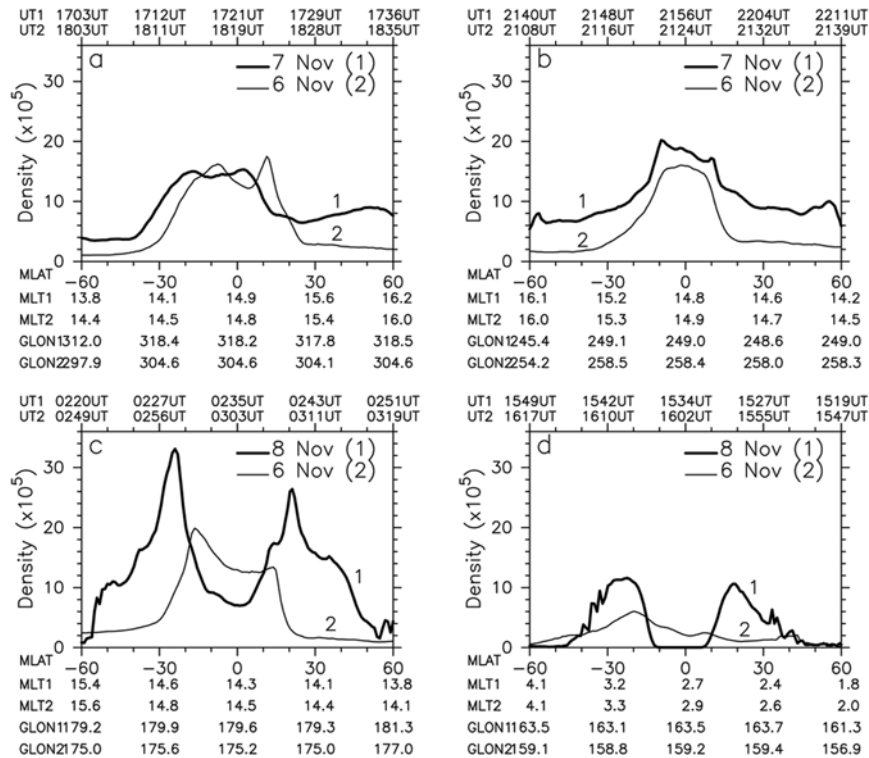 UT1 1703UT 1712UT 1721UT 1729UT 1736UT
UT2 1803UT 1811UT 1819UT 1828UT 1835UT
a
7 Nov (1)
6 Nov (2)
Density (x10⁵)
30
20
10
0
1
2
−60 −30 0 30 60
MLAT
MLT1 13.8 14.1 14.9 15.6 16.2
MLT2 14.4 14.5 14.8 15.4 16.0
GLON1312.0 318.4 318.2 317.8 318.5
GLON2297.9 304.6 304.6 304.1 304.6
UT1 2140UT 2148UT 2156UT 2204UT 2211UT
UT2 2108UT 2116UT 2124UT 2132UT 2139UT
b
7 Nov (1)
6 Nov (2)
Density (x10⁵)
30
20
10
0
1
2
−60 −30 0 30 60
MLAT
MLT1 16.1 15.2 14.8 14.6 14.2
MLT2 16.0 15.3 14.9 14.7 14.5
GLON1245.4 249.1 249.0 248.6 249.0
GLON2254.2 258.5 258.4 258.0 258.3
UT1 0220UT 0227UT 0235UT 0243UT 0251UT
UT2 0249UT 0256UT 0303UT 0311UT 0319UT
c
8 Nov (1)
6 Nov (2)
Density (x10⁵)
30
20
10
0
1
2
−60 −30 0 30 60
MLAT
MLT1 15.4 14.6 14.3 14.1 13.8
MLT2 15.6 14.8 14.5 14.4 14.1
GLON1179.2 179.9 179.6 179.3 181.3
GLON2175.0 175.6 175.2 175.0 177.0
UT1 1549UT 1542UT 1534UT 1527UT 1519UT
UT2 1617UT 1610UT 1602UT 1555UT 1547UT
d
8 Nov (1)
6 Nov (2)
Density (x10⁵)
30
20
10
0
1
2
−60 −30 0 30 60
MLAT
MLT1 4.1 3.2 2.7 2.4 1.8
MLT2 4.1 3.3 2.9 2.6 2.0
GLON1163.5 163.1 163.5 163.7 161.3
GLON2159.1 158.8 159.2 159.4 156.9